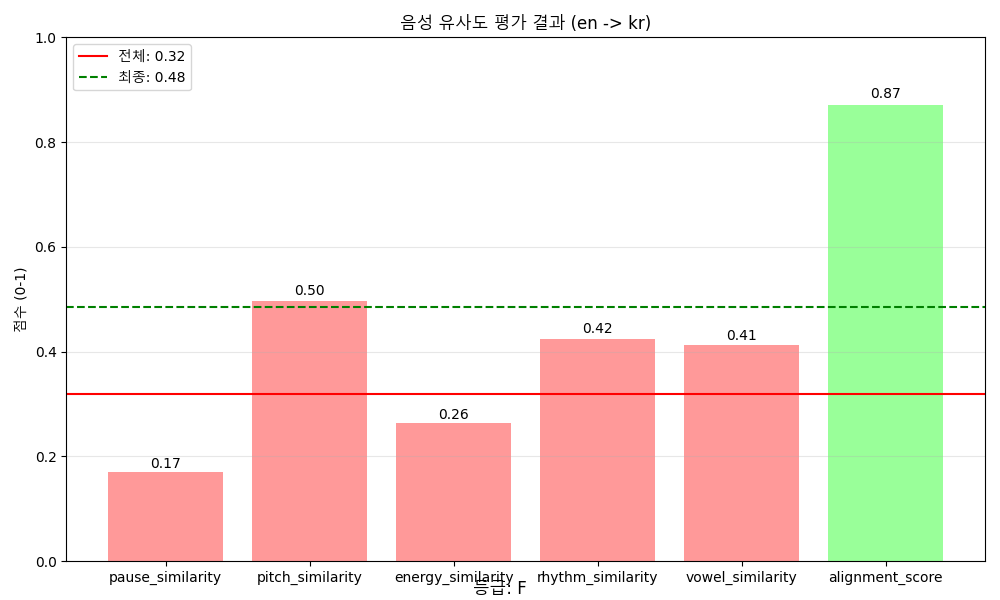 음성 유사도 평가 결과 (en -> kr)
전체: 0.32
최종: 0.48
점수 (0-1)
1.0
0.8
0.6
0.4
0.2
0.0
0.17
0.50
0.26
0.42
0.41
0.87
pause_similarity
pitch_similarity
energy_similarity
rhythm_similarity
vowel_similarity
alignment_score
등급: F